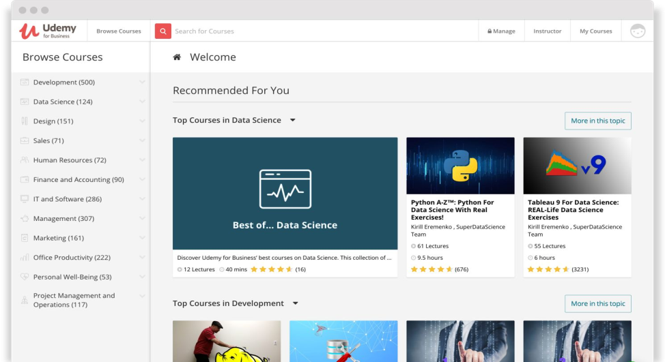 Udemy
for Business
Browse Courses
Search for Courses
Manage
Instructor
My Courses
Browse Courses
Development (500)
Data Science (124)
Design (151)
Sales (71)
Human Resources (72)
Finance and Accounting (90)
IT and Software (286)
Management (307)
Marketing (161)
Office Productivity (222)
Personal Well-Being (53)
Project Management and
Operations (117)
Welcome
Recommended For You
Top Courses in Data Science
More in this topic
Best of... Data Science
Discover Udemy for Business' best courses on Data Science. This collection of ...
12 Lectures 40 mins (16)
Python A-Z™: Python For
Data Science With Real
Exercises!
Kirill Eremenko , SuperDataScience
Team
61 Lectures
9.5 hours
(676)
v9
Tableau 9 For Data Science:
REAL-Life Data Science
Exercises
Kirill Eremenko , SuperDataScience
Team
55 Lectures
6 hours
(3231)
Top Courses in Development
More in this topic